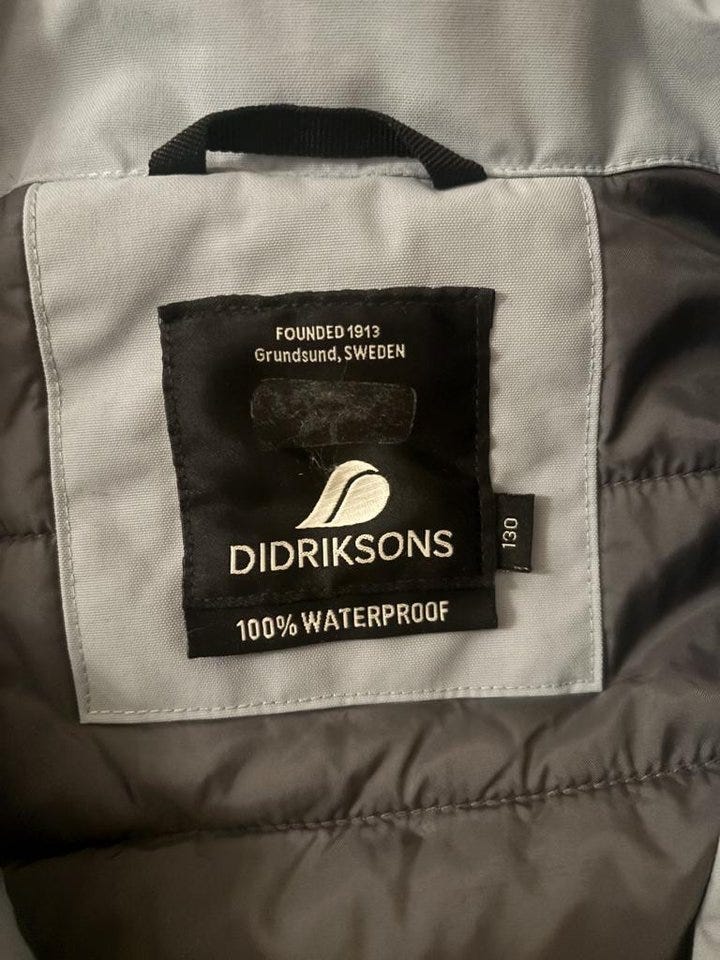 FOUNDED 1913
Grundsund, SWEDEN
DIDRIKSONS
130
100% WATERPROOF